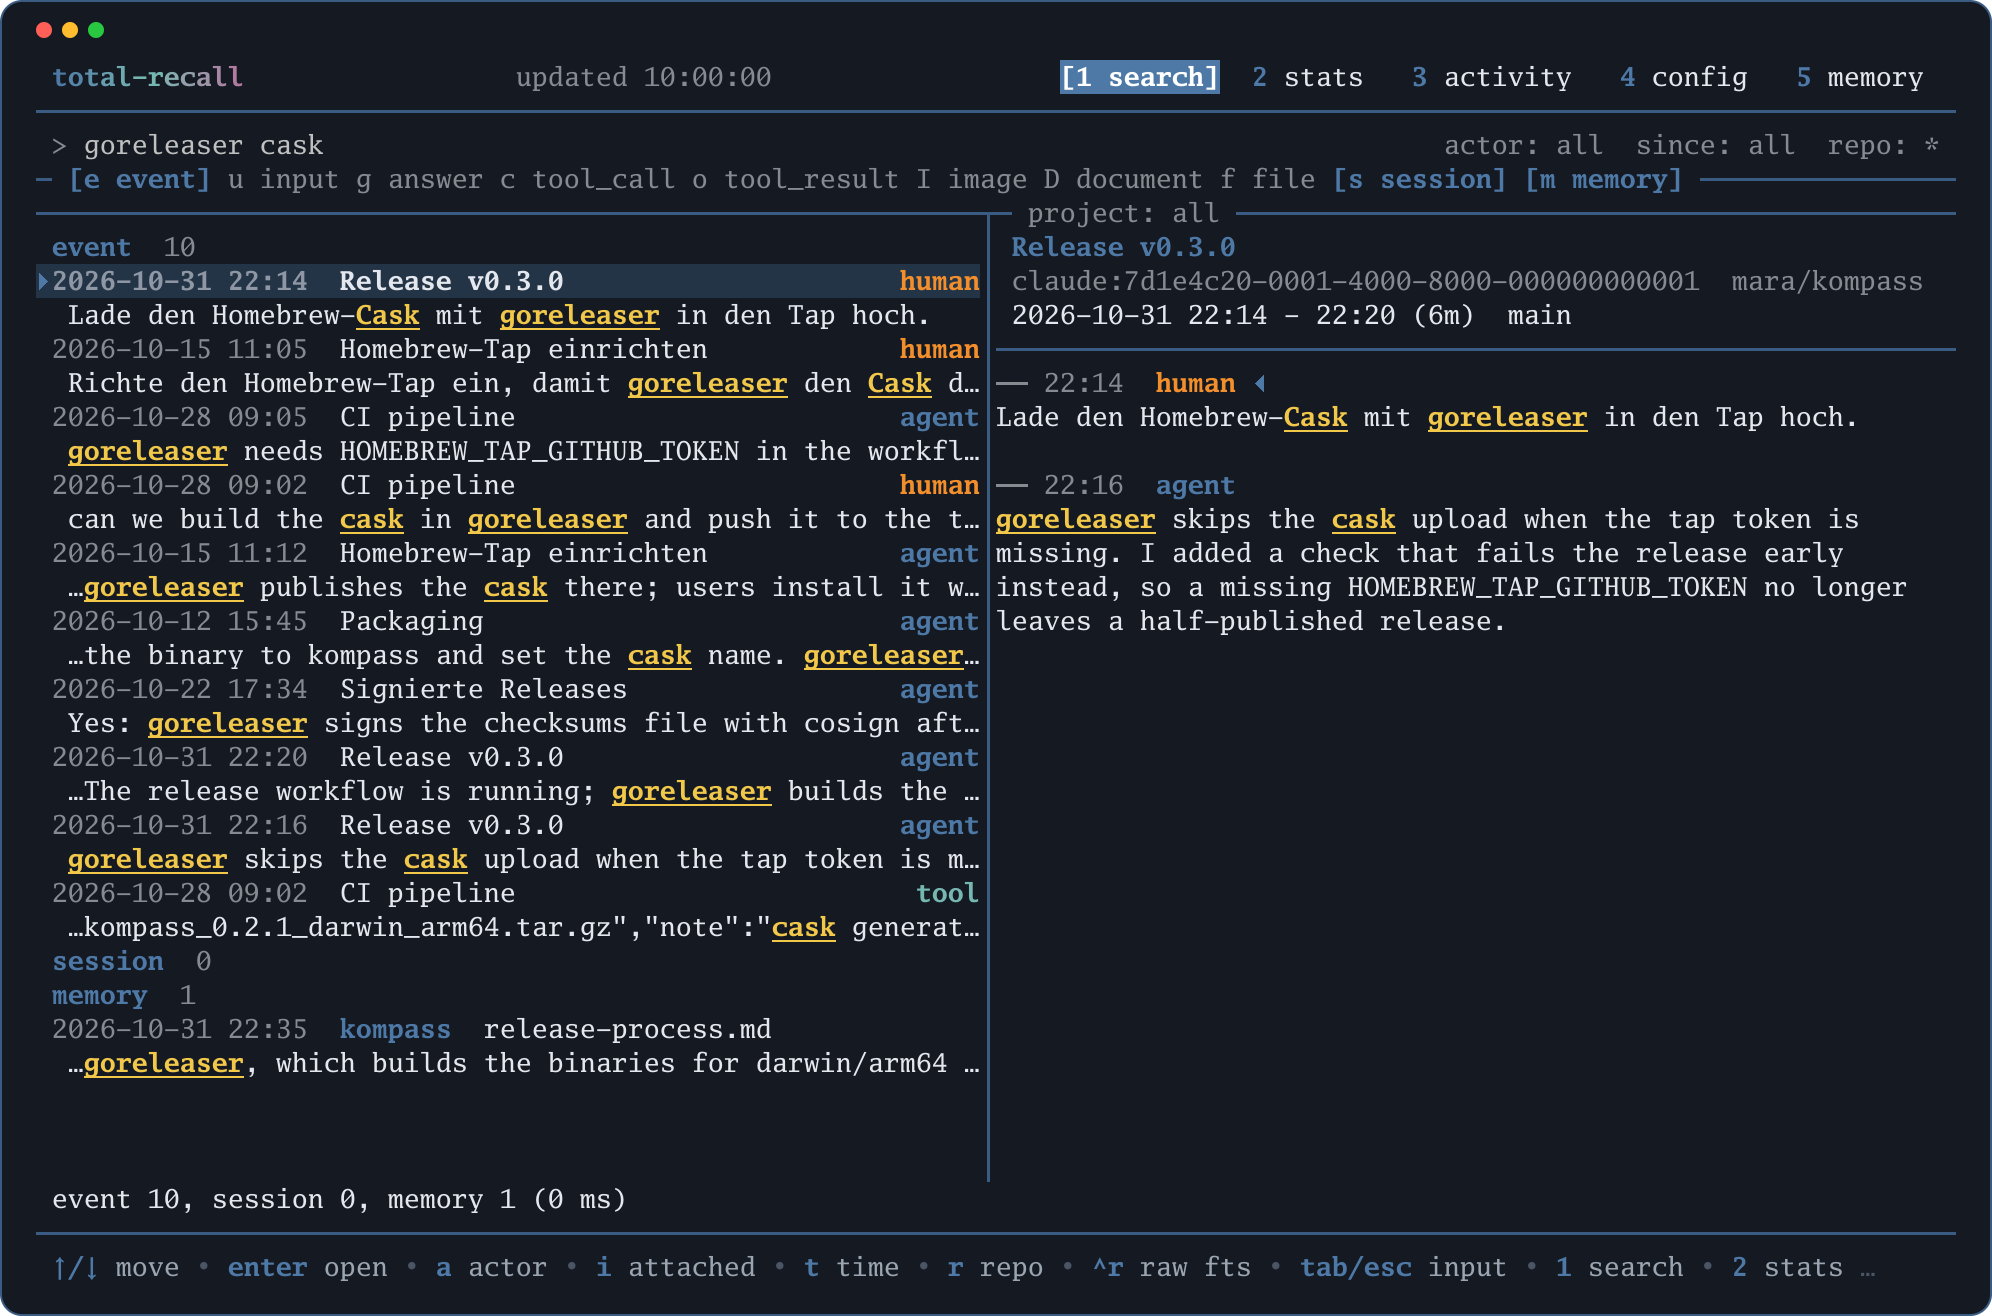 total-recall updated 10:00:00 [1 search] 2 stats 3 activity 4 config 5 memory
> goreleaser cask actor: all since: all repo: *
[e event] u input g answer c tool_call o tool_result I image D document f file [s session] [m memory]
project: all
event 10
2026-10-31 22:14 Release v0.3.0 human
Lade den Homebrew-Cask mit goreleaser in den Tap hoch.
2026-10-15 11:05 Homebrew-Tap einrichten human
Richte den Homebrew-Tap ein, damit goreleaser den Cask d…
2026-10-28 09:05 CI pipeline agent
goreleaser needs HOMEBREW_TAP_GITHUB_TOKEN in the workfl…
2026-10-28 09:02 CI pipeline human
can we build the cask in goreleaser and push it to the t…
2026-10-15 11:12 Homebrew-Tap einrichten agent
…goreleaser publishes the cask there; users install it w…
2026-10-12 15:45 Packaging agent
…the binary to kompass and set the cask name. goreleaser…
2026-10-22 17:34 Signierte Releases agent
Yes: goreleaser signs the checksums file with cosign aft…
2026-10-31 22:20 Release v0.3.0 agent
…The release workflow is running; goreleaser builds the …
2026-10-31 22:16 Release v0.3.0 agent
goreleaser skips the cask upload when the tap token is m…
2026-10-28 09:02 CI pipeline tool
…kompass_0.2.1_darwin_arm64.tar.gz","note":"cask generat…
session 0
memory 1
2026-10-31 22:35 kompass release-process.md
…goreleaser, which builds the binaries for darwin/arm64 …
Release v0.3.0
claude:7d1e4c20-0001-4000-8000-000000000001 mara/kompass
2026-10-31 22:14 – 22:20 (6m) main
── 22:14 human ◂
Lade den Homebrew-Cask mit goreleaser in den Tap hoch.
── 22:16 agent
goreleaser skips the cask upload when the tap token is
missing. I added a check that fails the release early
instead, so a missing HOMEBREW_TAP_GITHUB_TOKEN no longer
leaves a half-published release.
event 10, session 0, memory 1 (0 ms)
↑/↓ move • enter open • a actor • i attached • t time • r repo • ^r raw fts • tab/esc input • 1 search • 2 stats …